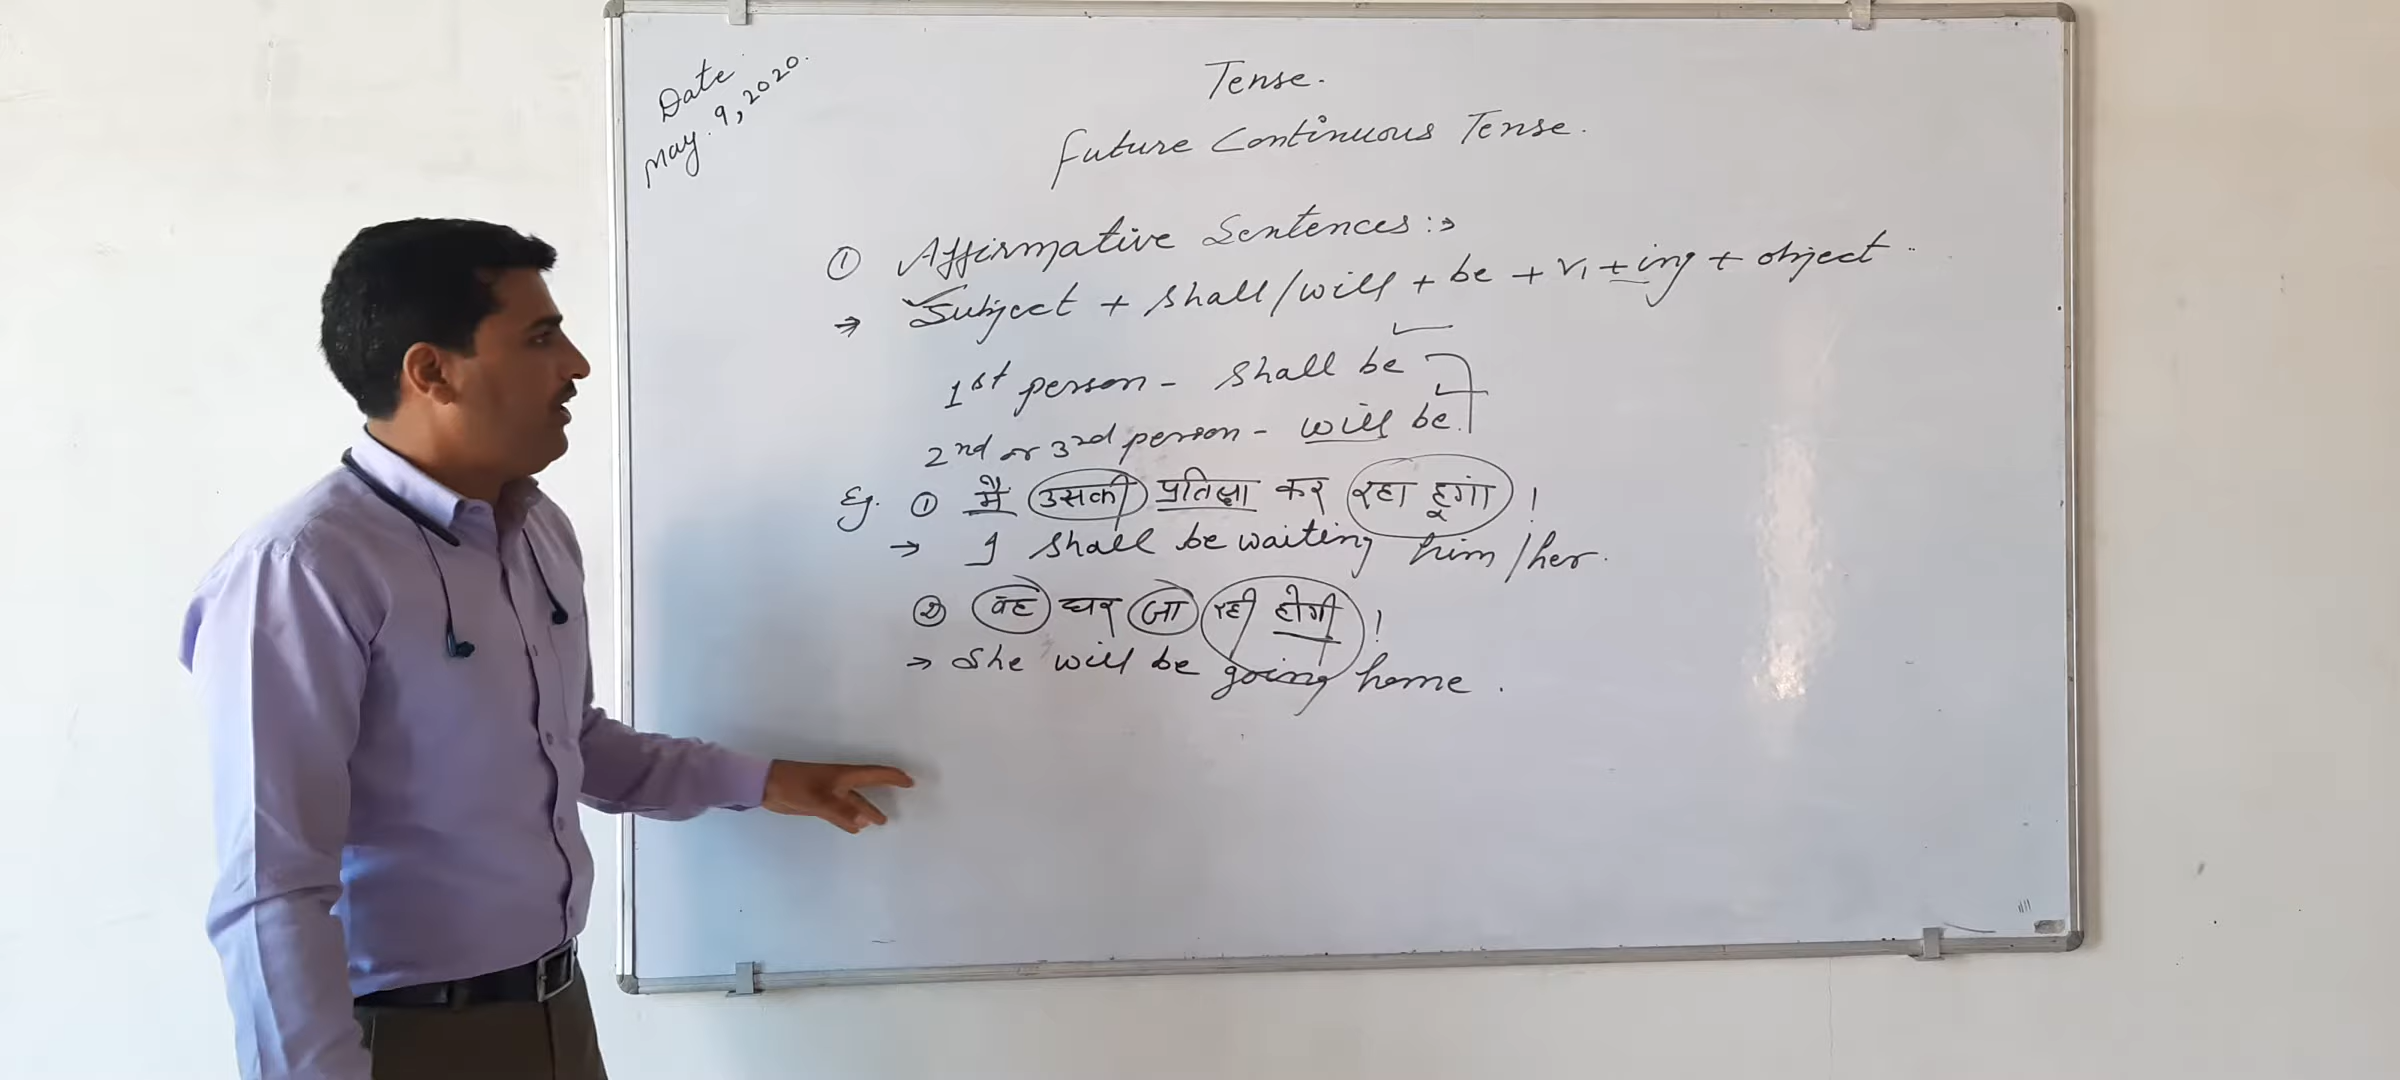 Date
May. 9, 2020.
Tense.
Future Continuous Tense.
① Affirmative Sentences :→
⇒ Subject + shall/will + be + v₁ + ing + object.
1st person - shall be
2nd or 3rd person - will be.
Eg. ① मैं उसकी प्रतिक्षा कर रहा हूगां !
→ I shall be waiting him/her.
② वह घर जा रही होगी !
→ She will be going home.